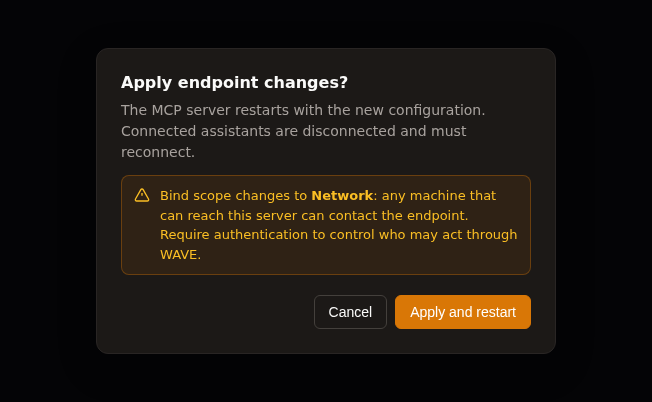 Apply endpoint changes?
The MCP server restarts with the new configuration.
Connected assistants are disconnected and must
reconnect.
Bind scope changes to Network: any machine that
can reach this server can contact the endpoint.
Require authentication to control who may act through
WAVE.
Cancel
Apply and restart